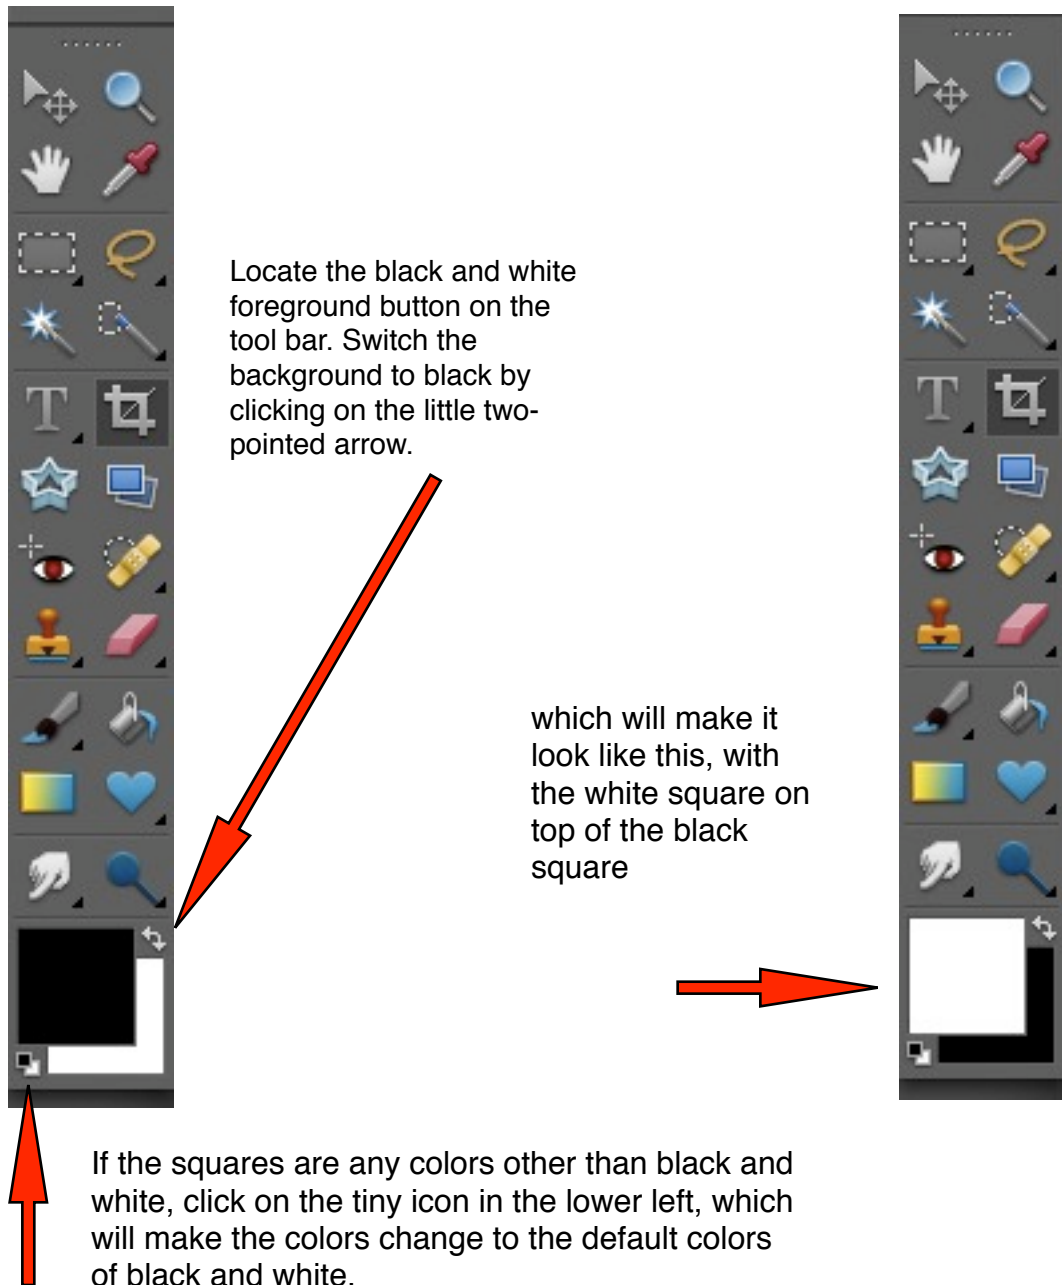 Locate the black and white
foreground button on the
tool bar. Switch the
background to black by
clicking on the little two-
pointed arrow.
which will make it
look like this, with
the white square on
top of the black
square
If the squares are any colors other than black and
white, click on the tiny icon in the lower left, which
will make the colors change to the default colors
of black and white.